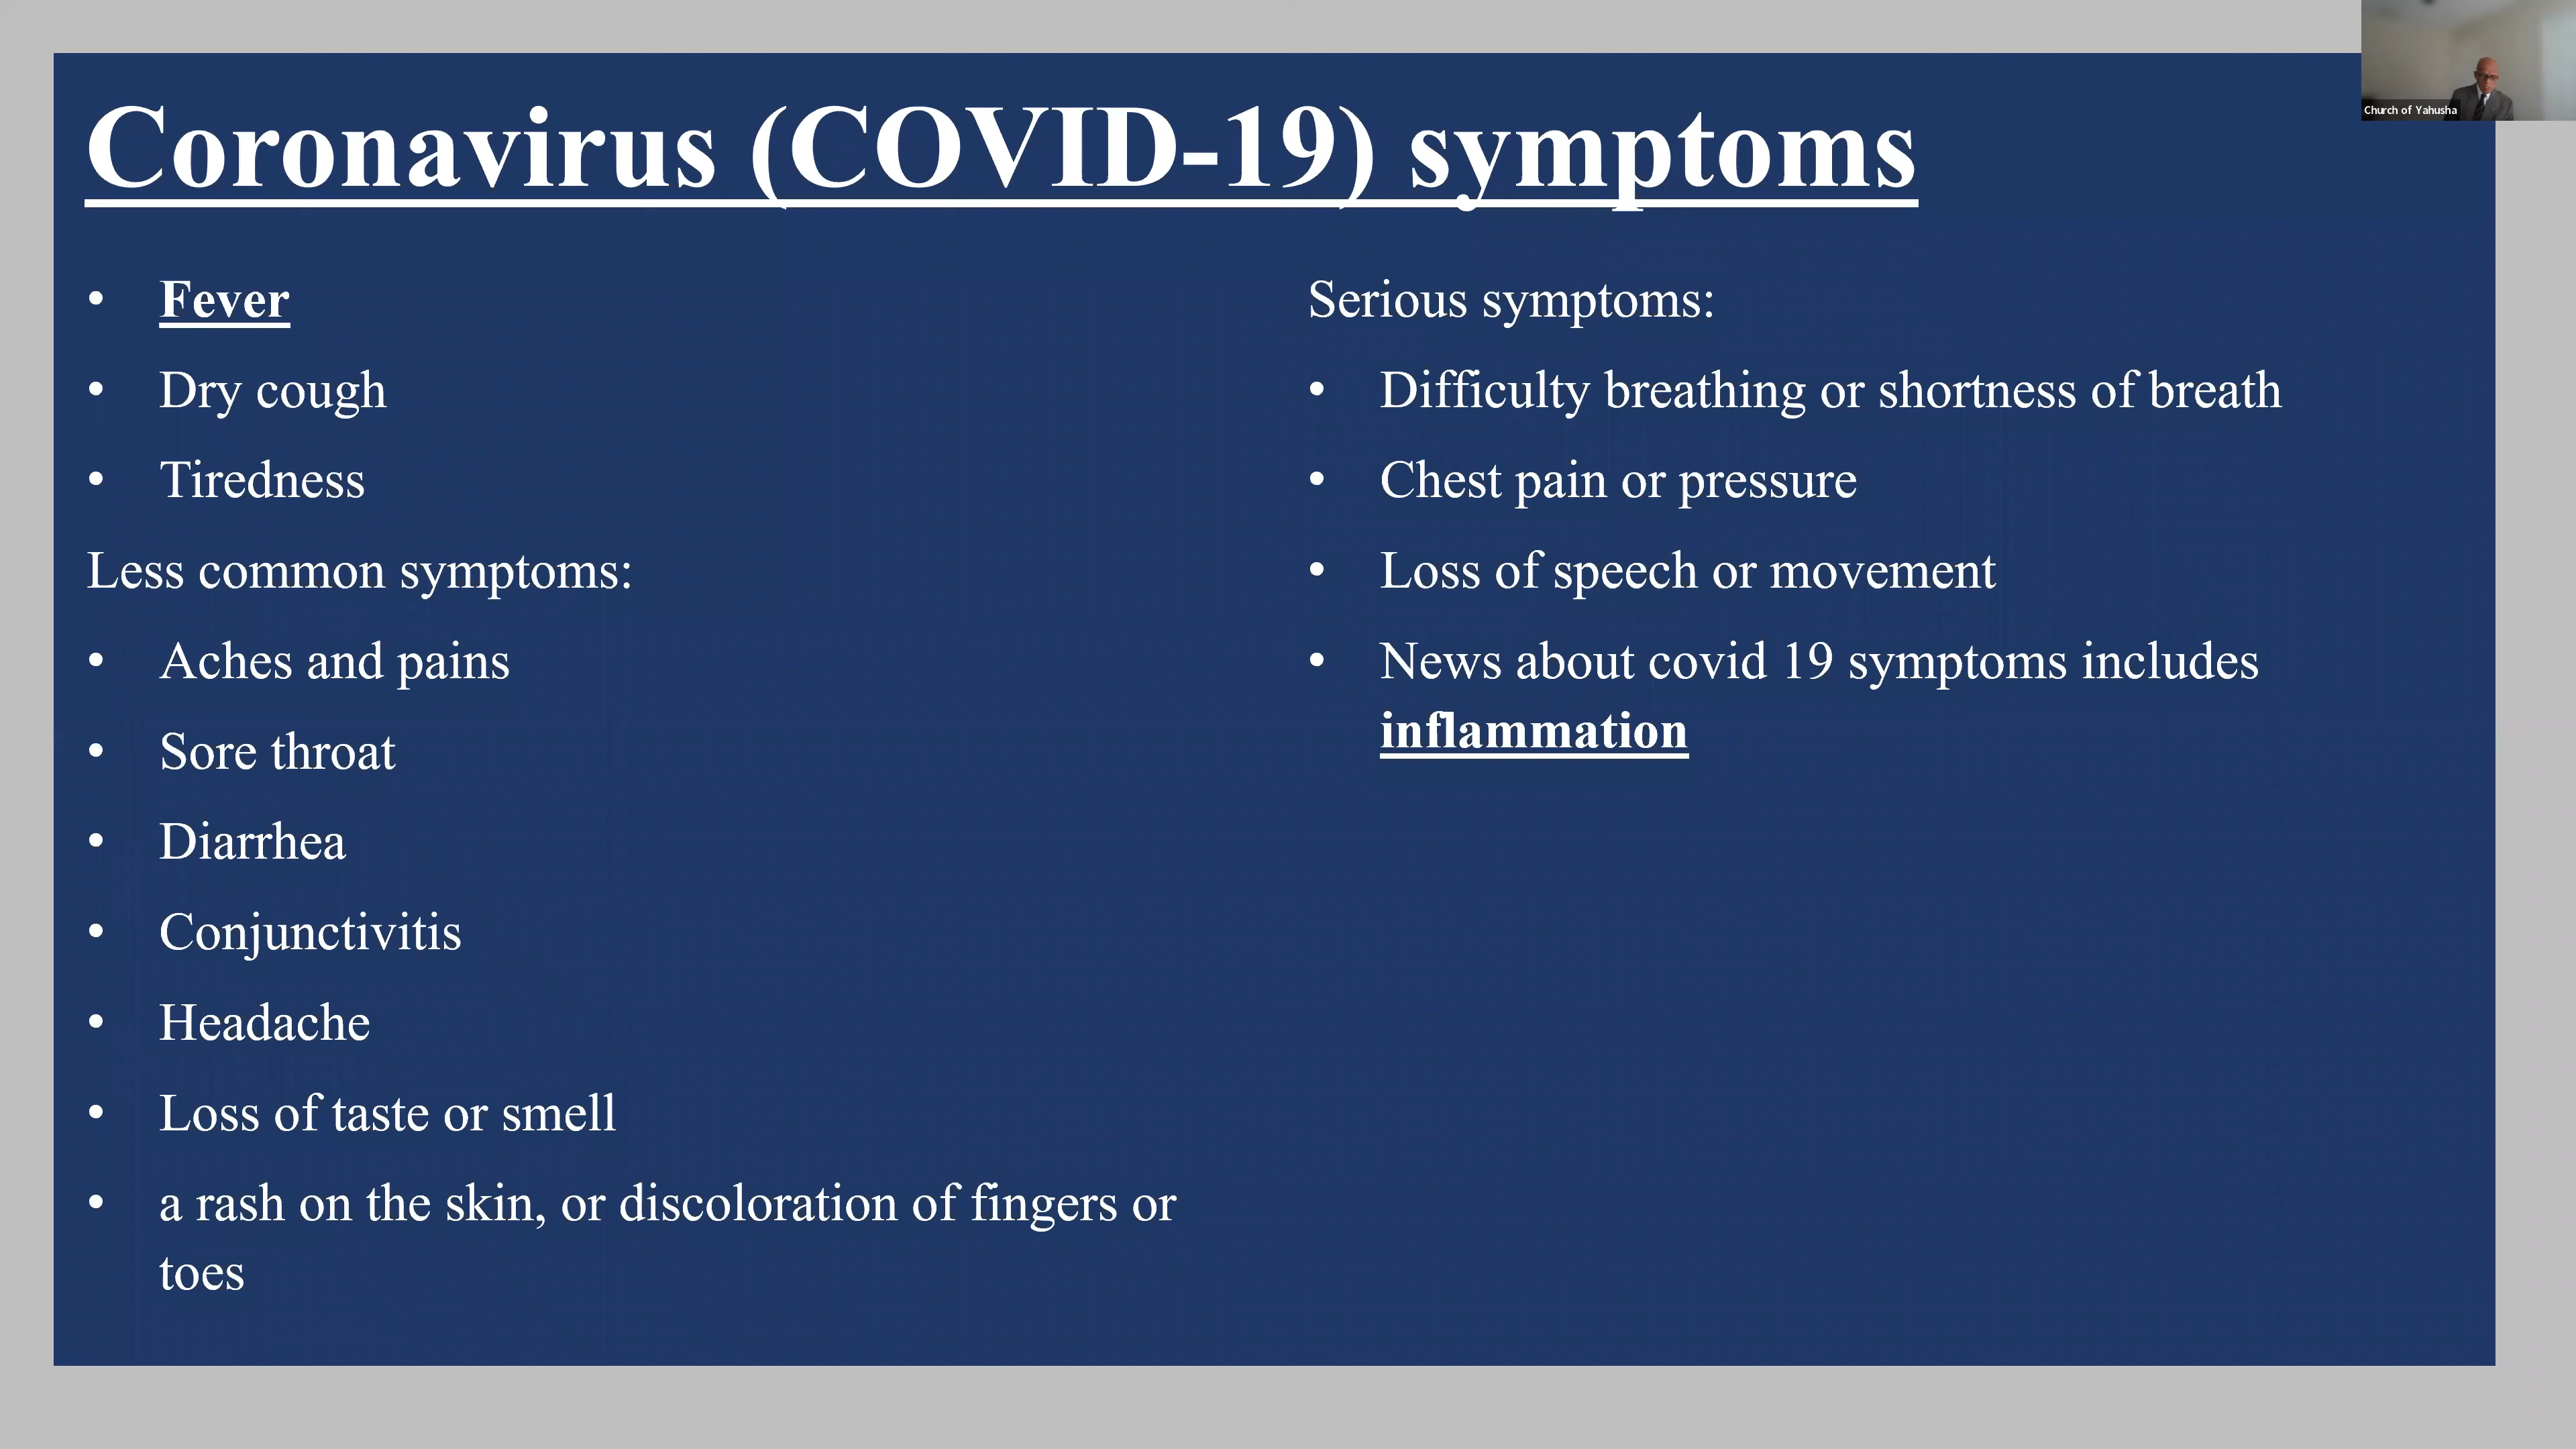 Coronavirus (COVID-19) symptoms
• Fever
• Dry cough
• Tiredness
Less common symptoms:
• Aches and pains
• Sore throat
• Diarrhea
• Conjunctivitis
• Headache
• Loss of taste or smell
• a rash on the skin, or discoloration of fingers or
toes
Serious symptoms:
• Difficulty breathing or shortness of breath
• Chest pain or pressure
• Loss of speech or movement
• News about covid 19 symptoms includes
inflammation
Church of Yahusha